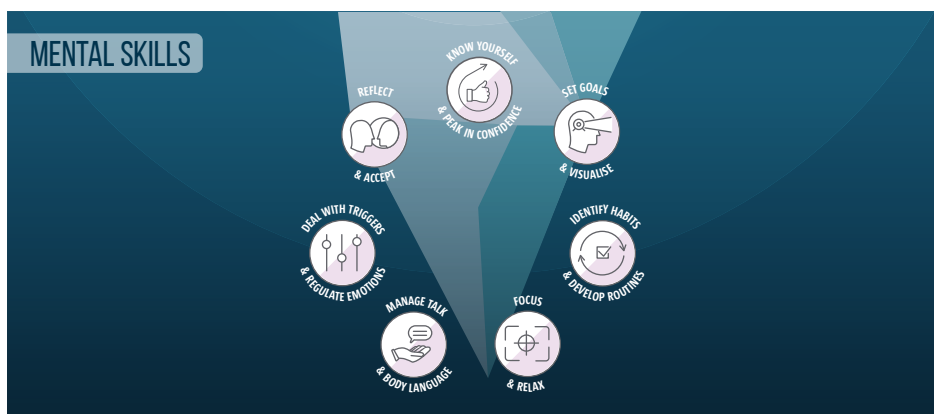 MENTAL SKILLS
KNOW YOURSELF
& PEAK IN CONFIDENCE
SET GOALS
& VISUALISE
IDENTIFY HABITS
& DEVELOP ROUTINES
FOCUS
& RELAX
MANAGE TALK
& BODY LANGUAGE
DEAL WITH TRIGGERS
& REGULATE EMOTIONS
REFLECT
& ACCEPT